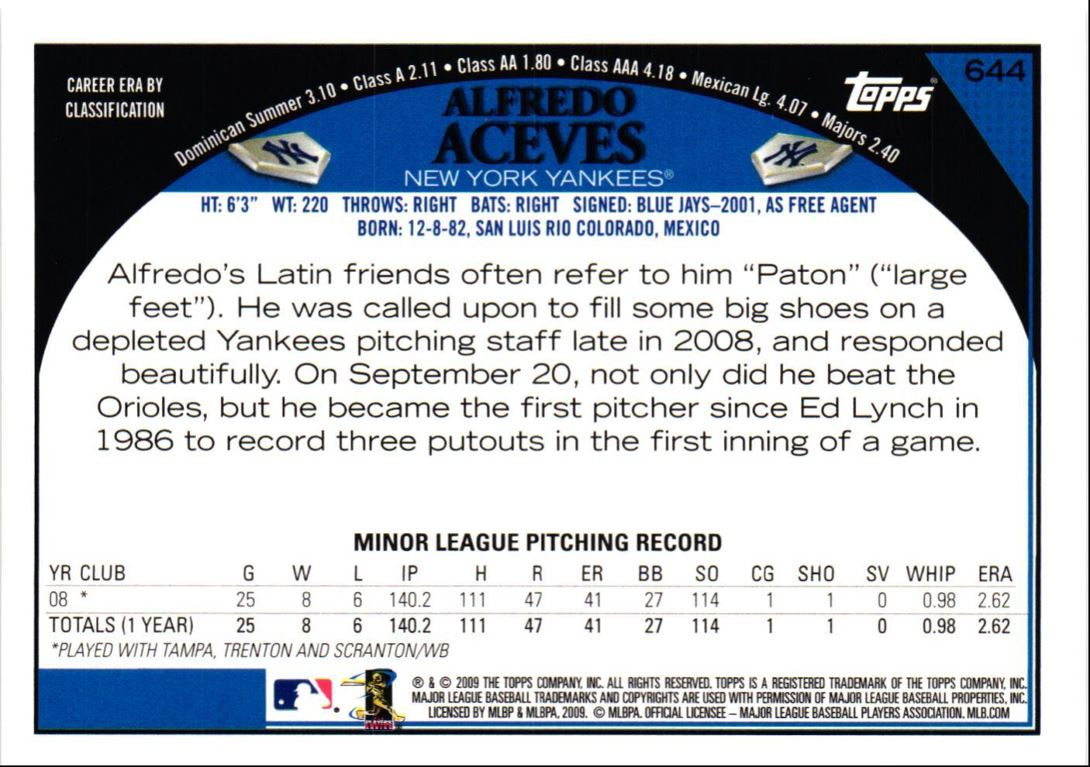 CAREER ERA BY
CLASSIFICATION
Dominican Summer 3.10 • Class A 2.11 • Class AA 1.80 • Class AAA 4.18 • Mexican Lg. 4.07 • Majors 2.40
Topps®
644
ALFREDO
ACEVES
NEW YORK YANKEES®
HT: 6'3" WT: 220 THROWS: RIGHT BATS: RIGHT SIGNED: BLUE JAYS–2001, AS FREE AGENT
BORN: 12-8-82, SAN LUIS RIO COLORADO, MEXICO
Alfredo's Latin friends often refer to him “Paton” (“large
feet”). He was called upon to fill some big shoes on a
depleted Yankees pitching staff late in 2008, and responded
beautifully. On September 20, not only did he beat the
Orioles, but he became the first pitcher since Ed Lynch in
1986 to record three putouts in the first inning of a game.
MINOR LEAGUE PITCHING RECORD
YR CLUB G W L IP H R ER BB SO CG SHO SV WHIP ERA
08 * 25 8 6 140.2 111 47 41 27 114 1 1 0 0.98 2.62
TOTALS (1 YEAR) 25 8 6 140.2 111 47 41 27 114 1 1 0 0.98 2.62
*PLAYED WITH TAMPA, TRENTON AND SCRANTON/WB
® & © 2009 THE TOPPS COMPANY, INC. ALL RIGHTS RESERVED. TOPPS IS A REGISTERED TRADEMARK OF THE TOPPS COMPANY, INC.
MAJOR LEAGUE BASEBALL TRADEMARKS AND COPYRIGHTS ARE USED WITH PERMISSION OF MAJOR LEAGUE BASEBALL PROPERTIES, INC.
LICENSED BY MLBP & MLBPA, 2009. © MLBPA. OFFICIAL LICENSEE – MAJOR LEAGUE BASEBALL PLAYERS ASSOCIATION. MLB.COM